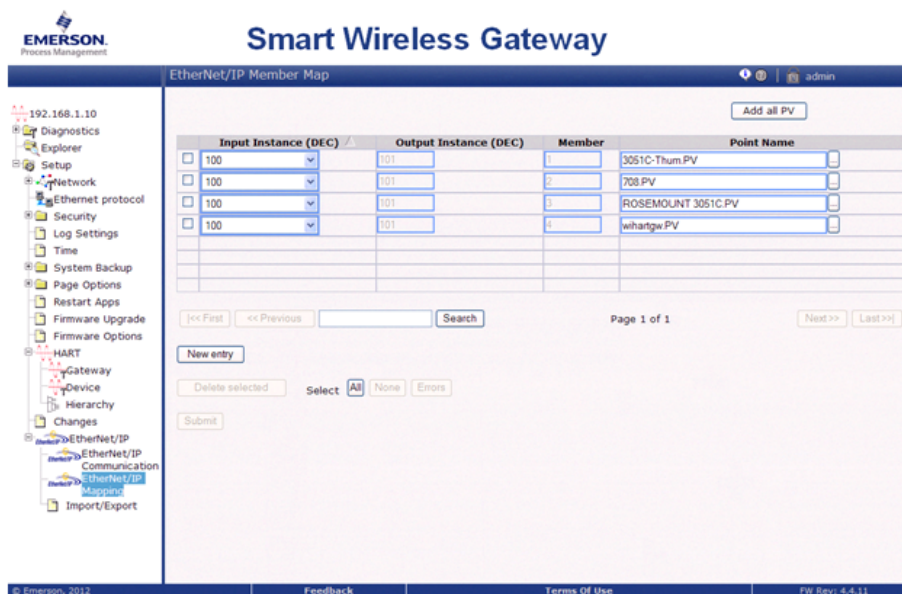 EMERSON.
Process Management
Smart Wireless Gateway
EtherNet/IP Member Map
admin
192.168.1.10
Diagnostics
Explorer
Setup
Network
Ethernet protocol
Security
Log Settings
Time
System Backup
Page Options
Restart Apps
Firmware Upgrade
Firmware Options
HART
Gateway
Device
Hierarchy
Changes
EtherNet/IP
EtherNet/IP
Communication
EtherNet/IP
Mapping
Import/Export
Add all PV
Input Instance (DEC) Output Instance (DEC) Member Point Name
100 101 1 3051C-Thum.PV ...
100 101 2 708.PV ...
100 101 3 ROSEMOUNT 3051C.PV ...
100 101 4 wihartgw.PV ...
|<< First << Previous Search Page 1 of 1 Next >> Last >>|
New entry
Delete selected Select All None Errors
Submit
© Emerson, 2012 Feedback Terms Of Use FW Rev: 4.4.11